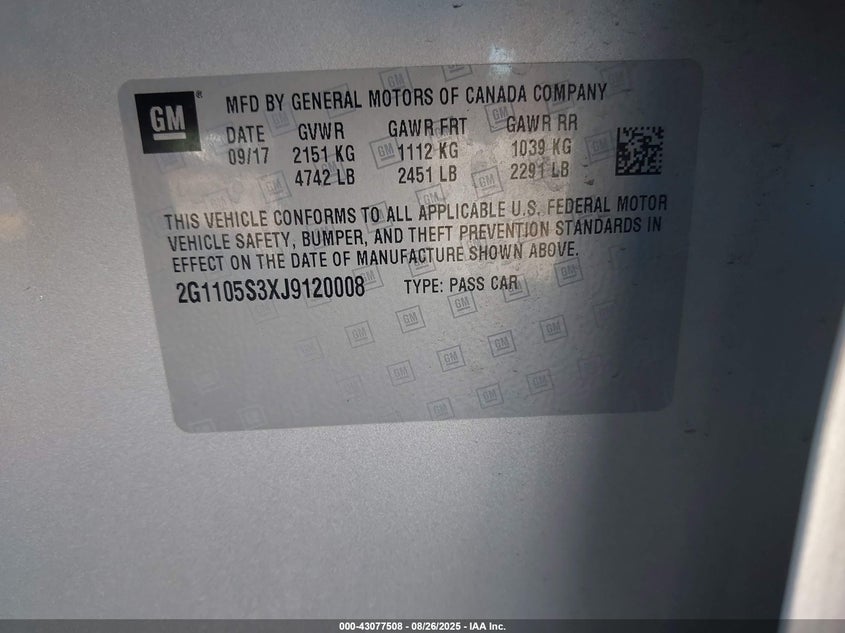 GM ® MFD BY GENERAL MOTORS OF CANADA COMPANY
DATE GVWR GAWR FRT GAWR RR
09/17 2151 KG 1112 KG 1039 KG
4742 LB 2451 LB 2291 LB
THIS VEHICLE CONFORMS TO ALL APPLICABLE U.S. FEDERAL MOTOR
VEHICLE SAFETY, BUMPER, AND THEFT PREVENTION STANDARDS IN
EFFECT ON THE DATE OF MANUFACTURE SHOWN ABOVE.
2G1105S3XJ9120008 TYPE: PASS CAR
000-43077508 - 08/26/2025 - IAA Inc.